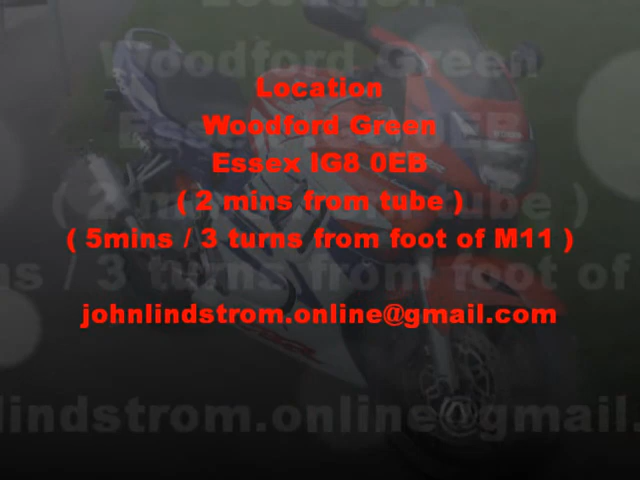 Location
Woodford Green
Essex IG8 0EB
( 2 mins from tube )
( 5mins / 3 turns from foot of M11 )
johnlindstrom.online@gmail.com